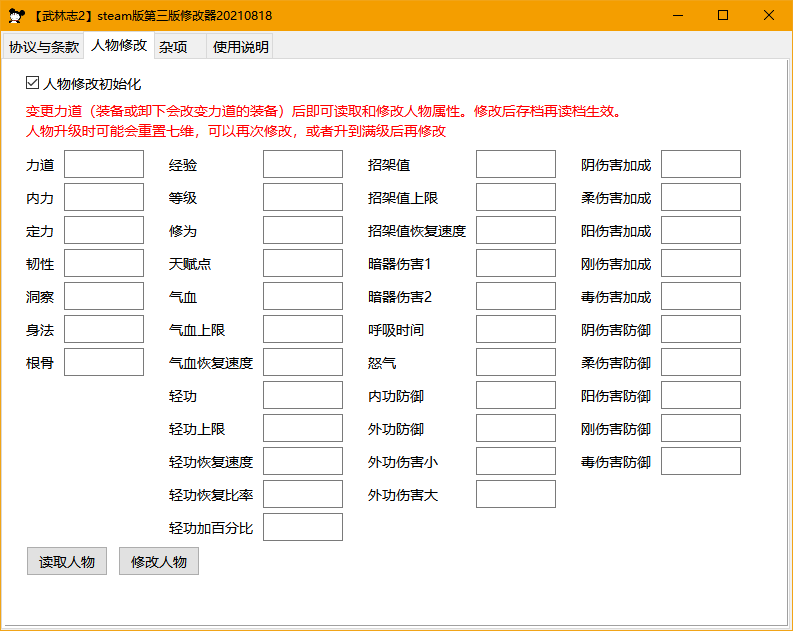 【武林志2】steam版第三版修改器20210818
协议与条款 人物修改 杂项 使用说明
人物修改初始化
变更力道（装备或卸下会改变力道的装备）后即可读取和修改人物属性。修改后存档再读档生效。
人物升级时可能会重置七维，可以再次修改，或者升到满级后再修改
力道 经验 招架值 阴伤害加成
内力 等级 招架值上限 柔伤害加成
定力 修为 招架值恢复速度 阳伤害加成
韧性 天赋点 暗器伤害1 刚伤害加成
洞察 气血 暗器伤害2 毒伤害加成
身法 气血上限 呼吸时间 阴伤害防御
根骨 气血恢复速度 怒气 柔伤害防御
轻功 内功防御 阳伤害防御
轻功上限 外功防御 刚伤害防御
轻功恢复速度 外功伤害小 毒伤害防御
轻功恢复比率 外功伤害大
轻功加百分比
读取人物 修改人物